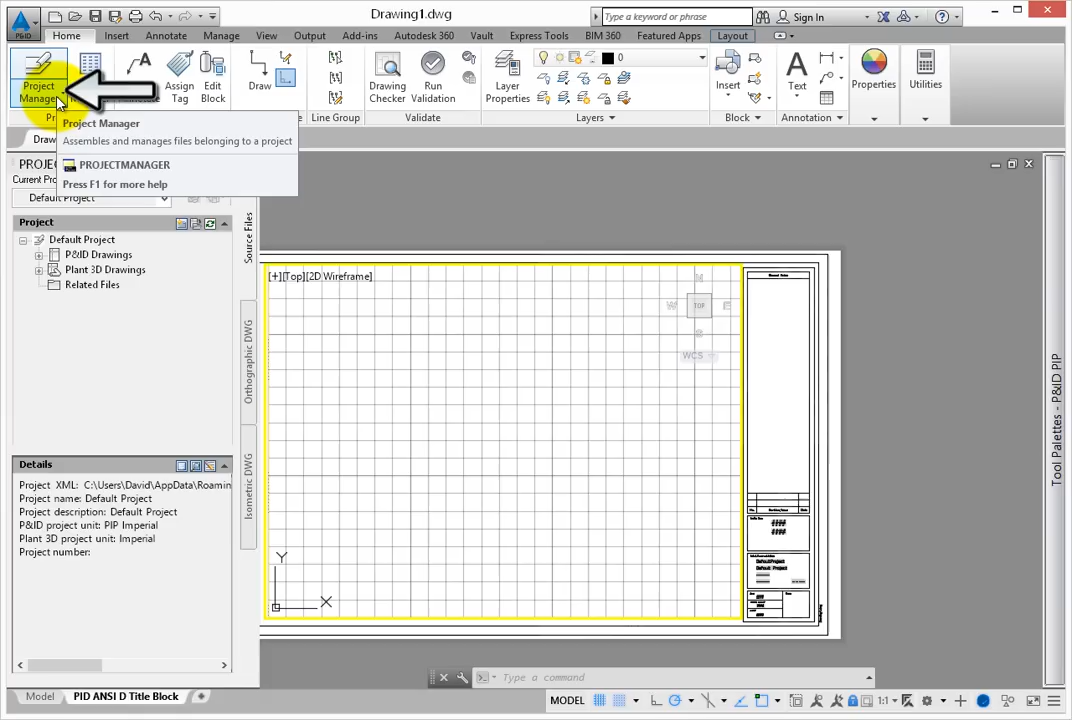 Drawing1.dwg
Type a keyword or phrase
Sign In
P&ID
Home Insert Annotate Manage View Output Add-ins Autodesk 360 Vault Express Tools BIM 360 Featured Apps Layout
Project
Manager
Assign
Tag
Edit
Block
Draw
Line Group
Drawing
Checker
Run
Validation
Validate
Layer
Properties
0
Layers
Insert
Block
Text
Annotation
Properties
Utilities
Project Manager
Assembles and manages files belonging to a project
PROJECTMANAGER
Press F1 for more help
Default Project
Project
Default Project
P&ID Drawings
Plant 3D Drawings
Related Files
Source Files
Orthographic DWG
Isometric DWG
Details
Project XML: C:\Users\David\AppData\Roamin
Project name: Default Project
Project description: Default Project
P&ID project unit: PIP Imperial
Plant 3D project unit: Imperial
Project number:
[+][Top][2D Wireframe]
TOP
WCS
Y
X
Tool Palettes - P&ID PIP
Type a command
Model PID ANSI D Title Block
MODEL
1:1